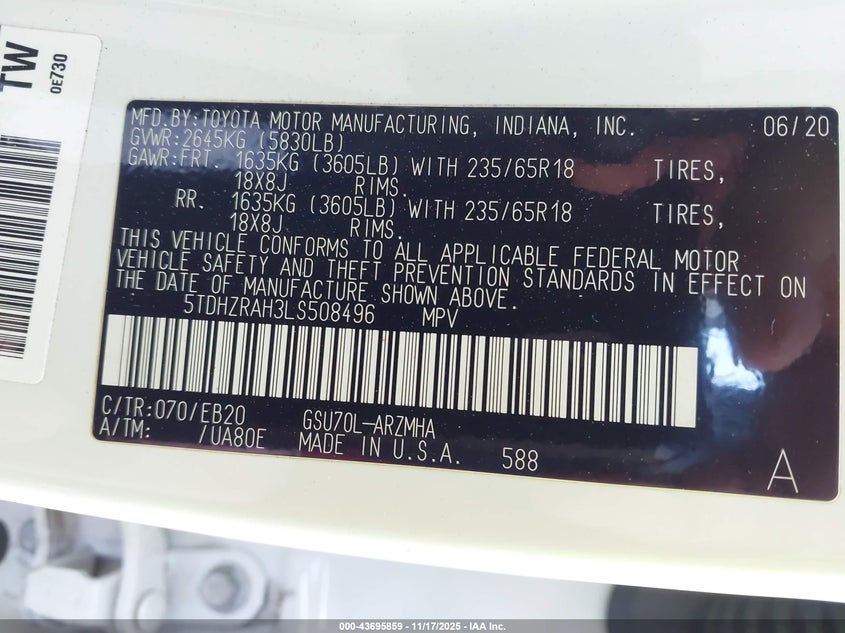 TW
0E730
MFD.BY:TOYOTA MOTOR MANUFACTURING, INDIANA, INC. 06/20
GVWR:2645KG (5830LB)
GAWR:FRT. 1635KG (3605LB) WITH 235/65R18 TIRES,
18X8J RIMS.
RR. 1635KG (3605LB) WITH 235/65R18 TIRES,
18X8J RIMS.
THIS VEHICLE CONFORMS TO ALL APPLICABLE FEDERAL MOTOR
VEHICLE SAFETY AND THEFT PREVENTION STANDARDS IN EFFECT ON
THE DATE OF MANUFACTURE SHOWN ABOVE.
5TDHZRAH3LS508496 MPV
C/TR:070/EB20 GSU70L-ARZMHA
A/TM: /UA80E MADE IN U.S.A. 588
A
000-43695859 - 11/17/2025 - IAA Inc.